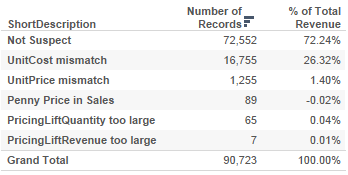 Number of % of Total
ShortDescription Records Revenue
Not Suspect 72,552 72.24%
UnitCost mismatch 16,755 26.32%
UnitPrice mismatch 1,255 1.40%
Penny Price in Sales 89 -0.02%
PricingLiftQuantity too large 65 0.04%
PricingLiftRevenue too large 7 0.01%
Grand Total 90,723 100.00%